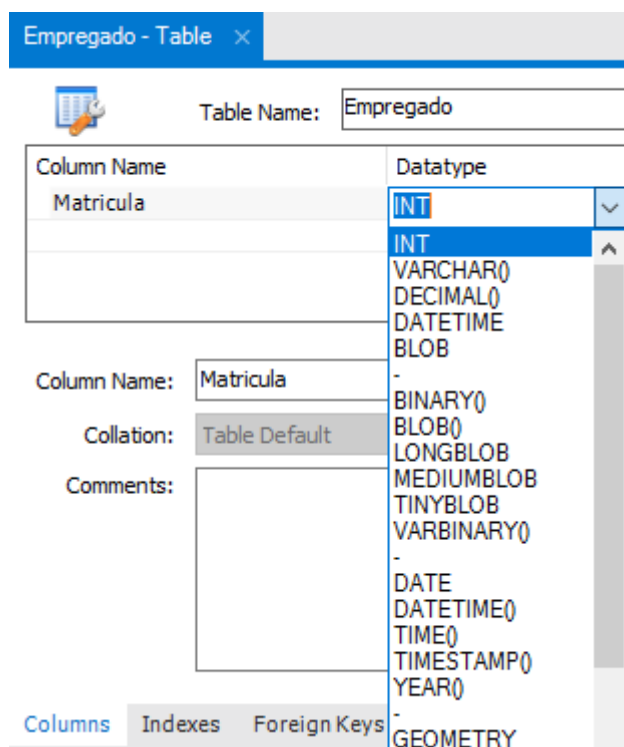 Empregado - Table ×
Table Name: Empregado
Column Name Datatype
Matricula INT
INT
VARCHAR()
DECIMAL()
DATETIME
BLOB
-
BINARY()
Column Name: Matricula
BLOB()
Collation: Table Default
LONGBLOB
MEDIUMBLOB
Comments:
TINYBLOB
VARBINARY()
-
DATE
DATETIME()
TIME()
TIMESTAMP()
YEAR()
-
Columns Indexes Foreign Keys
GEOMETRY